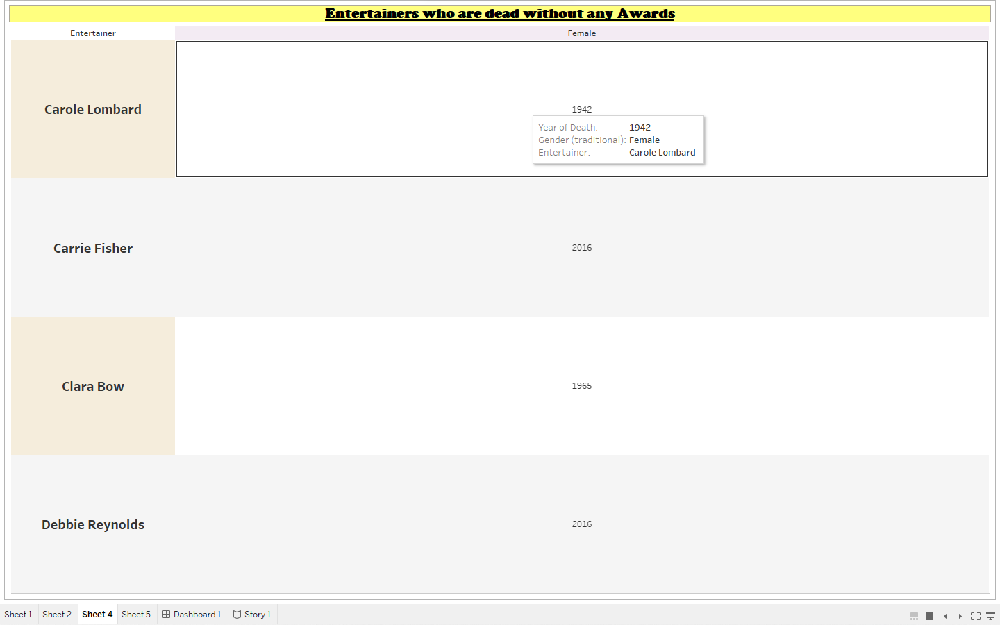 Entertainers who are dead without any Awards
Entertainer Female
Carole Lombard 1942
Year of Death: 1942
Gender (traditional): Female
Entertainer: Carole Lombard
Carrie Fisher 2016
Clara Bow 1965
Debbie Reynolds 2016
Sheet 1 Sheet 2 Sheet 4 Sheet 5 Dashboard 1 Story 1